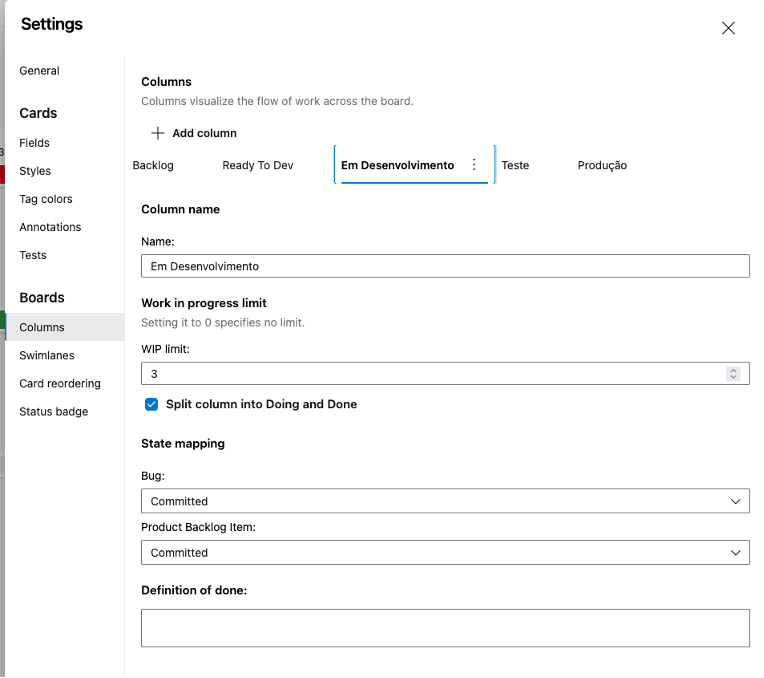 Settings
General
Cards
Fields
Styles
Tag colors
Annotations
Tests
Boards
Columns
Swimlanes
Card reordering
Status badge
Columns
Columns visualize the flow of work across the board.
Add column
Backlog Ready To Dev Em Desenvolvimento Teste Produção
Column name
Name:
Em Desenvolvimento
Work in progress limit
Setting it to 0 specifies no limit.
WIP limit:
3
Split column into Doing and Done
State mapping
Bug:
Committed
Product Backlog Item:
Committed
Definition of done: